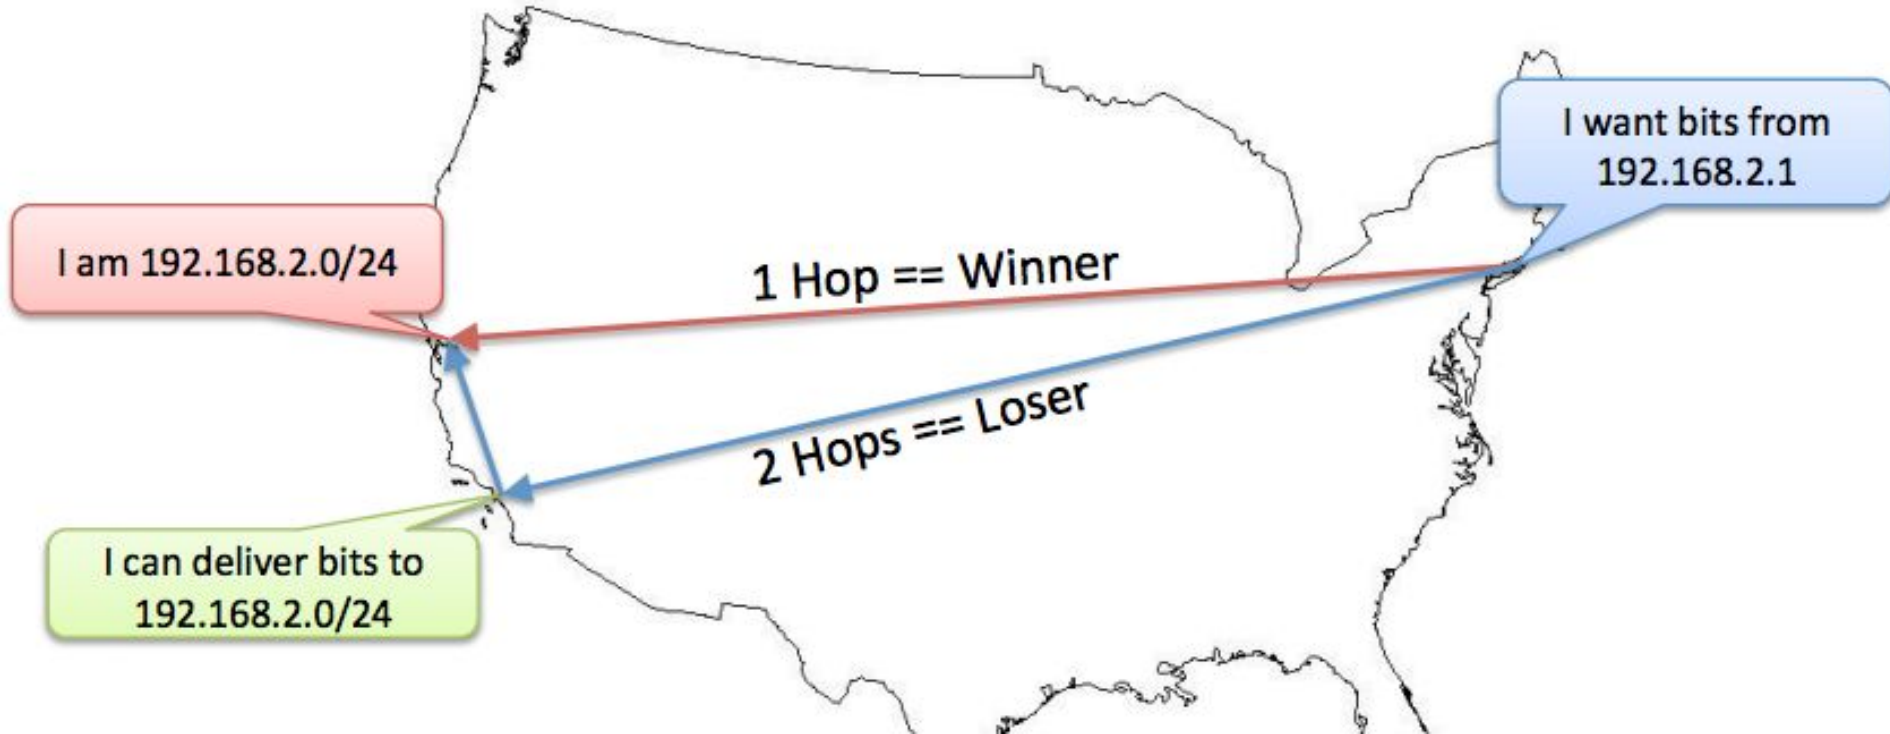 I want bits from
192.168.2.1
I am 192.168.2.0/24
1 Hop == Winner
2 Hops == Loser
I can deliver bits to
192.168.2.0/24